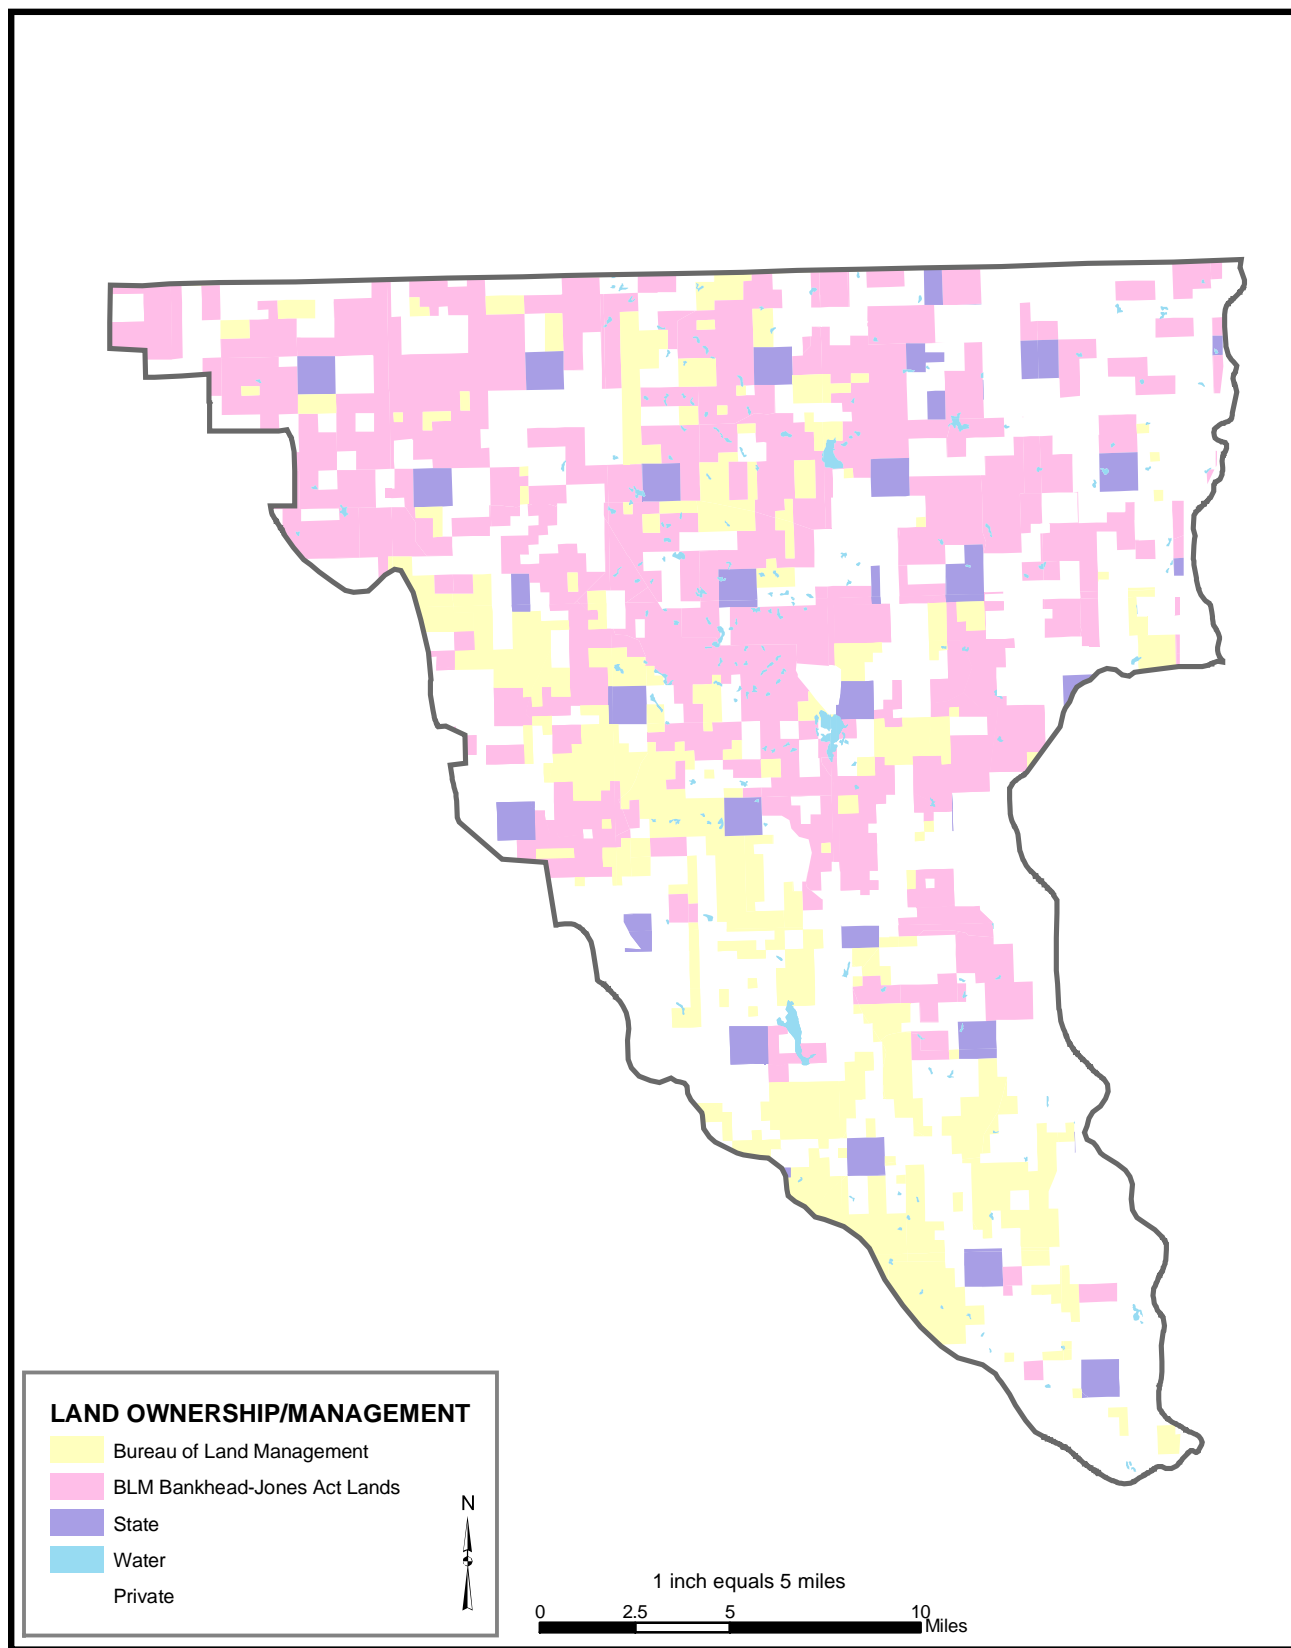 LAND OWNERSHIP/MANAGEMENT
Bureau of Land Management
BLM Bankhead-Jones Act Lands
State
Water
Private
N
1 inch equals 5 miles
0 2.5 5 10
Miles